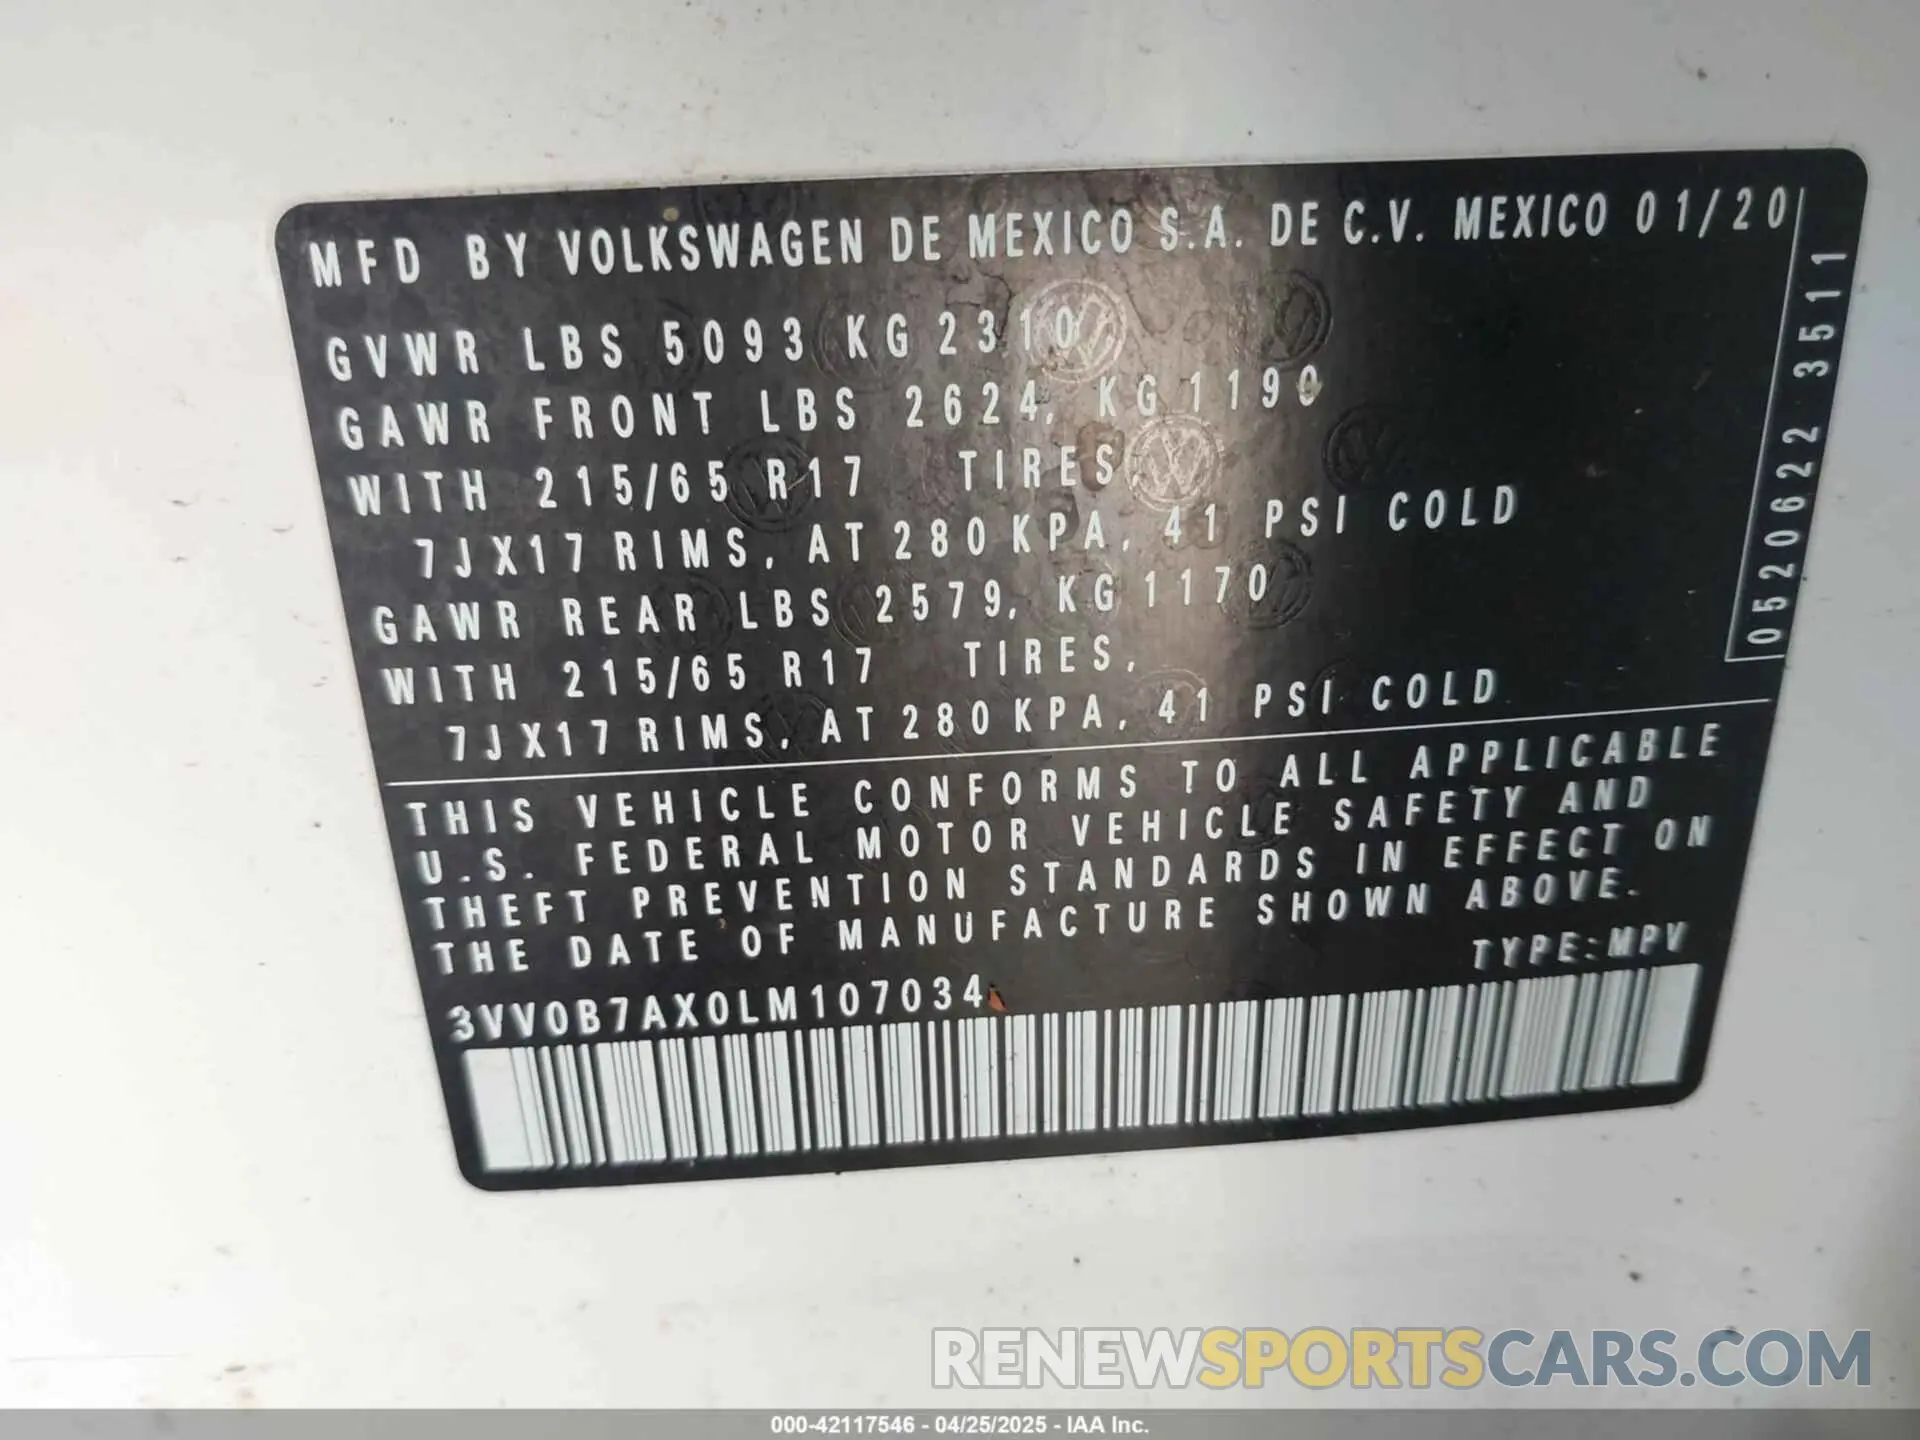 MFD BY VOLKSWAGEN DE MEXICO S.A. DE C.V. MEXICO 01/20
GVWR LBS 5093 KG 2310
GAWR FRONT LBS 2624, KG 1190
WITH 215/65 R17 TIRES,
7JX17 RIMS, AT 280 KPA, 41 PSI COLD
GAWR REAR LBS 2579, KG 1170
WITH 215/65 R17 TIRES,
7JX17 RIMS, AT 280 KPA, 41 PSI COLD
0520622 3511
THIS VEHICLE CONFORMS TO ALL APPLICABLE
U.S. FEDERAL MOTOR VEHICLE SAFETY AND
THEFT PREVENTION STANDARDS IN EFFECT ON
THE DATE OF MANUFACTURE SHOWN ABOVE.
TYPE:MPV
3VV0B7AX0LM107034
RENEWSPORTSCARS.COM
000-42117546 - 04/25/2025 - IAA Inc.